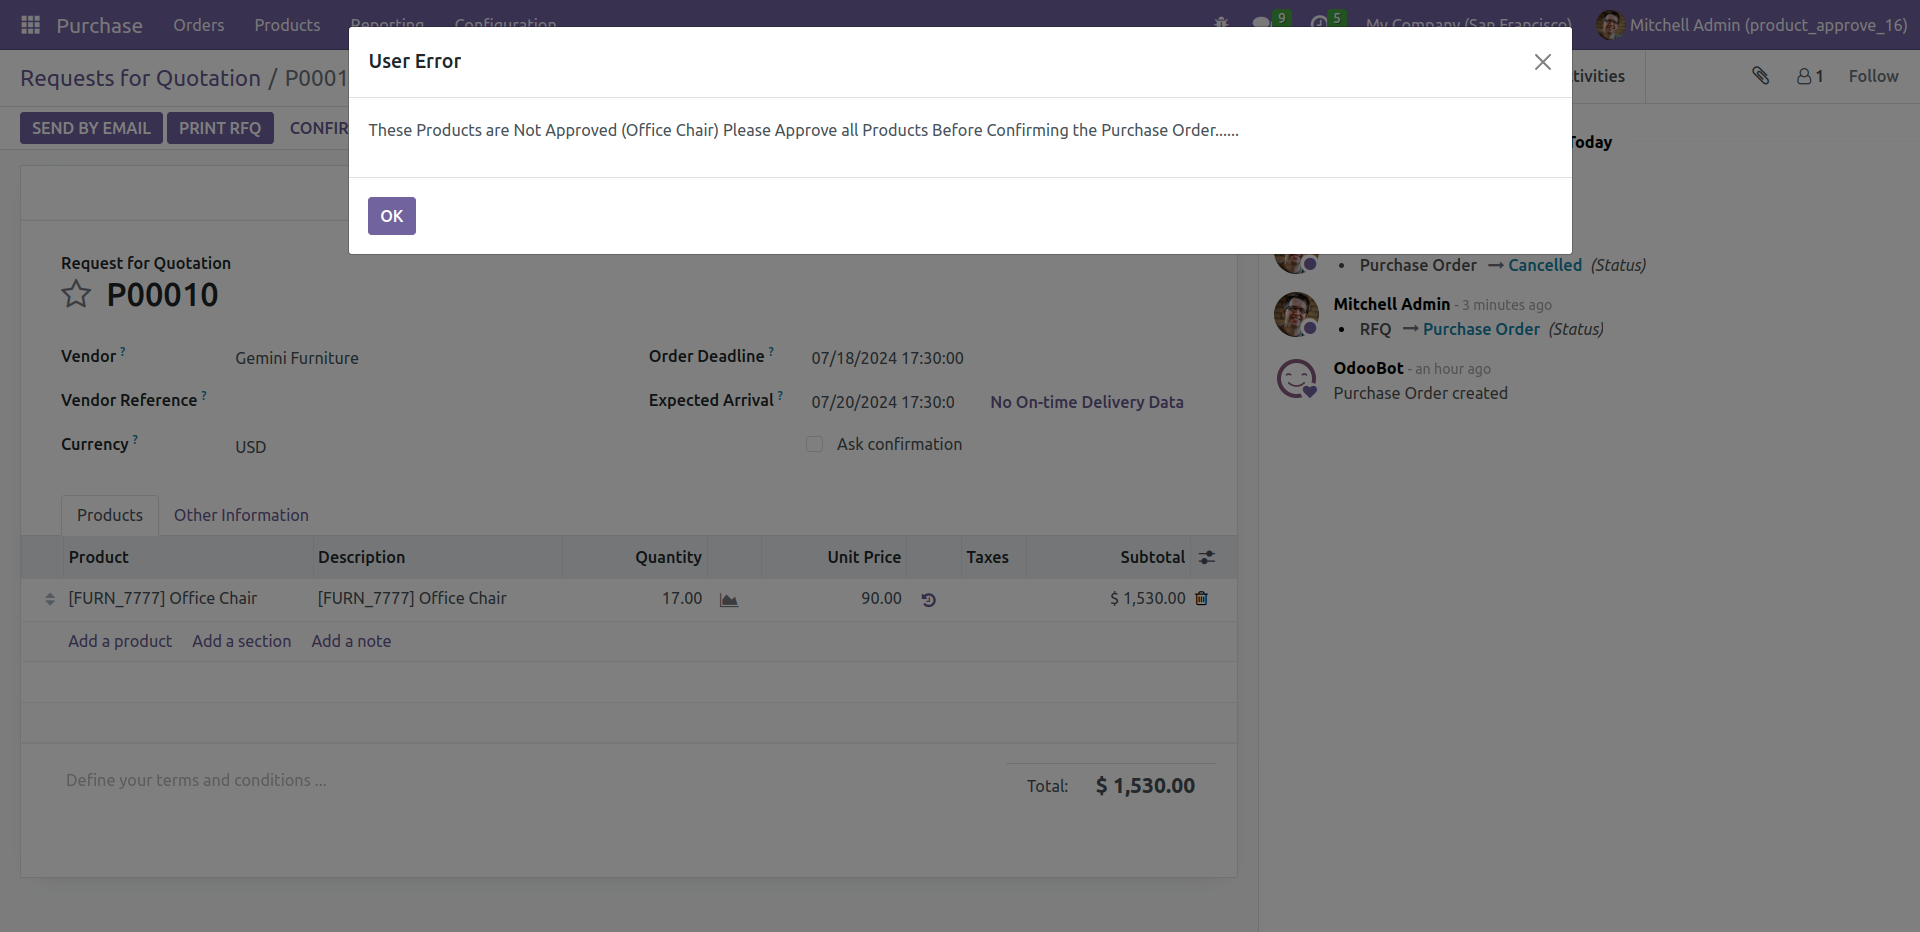 Purchase Orders Products Reporting Configuration 9 5 My Company (San Francisco) Mitchell Admin (product_approve_16)
User Error
Requests for Quotation / P0001
tivities 1 Follow
SEND BY EMAIL PRINT RFQ CONFIR
These Products are Not Approved (Office Chair) Please Approve all Products Before Confirming the Purchase Order......
Today
OK
Request for Quotation
P00010
Vendor ? Gemini Furniture
Order Deadline ? 07/18/2024 17:30:00
Vendor Reference ?
Expected Arrival ? 07/20/2024 17:30:0 No On-time Delivery Data
Currency ? USD
Ask confirmation
Purchase Order → Cancelled (Status)
Mitchell Admin - 3 minutes ago
RFQ → Purchase Order (Status)
OdooBot - an hour ago
Purchase Order created
Products Other Information
Product Description Quantity Unit Price Taxes Subtotal
[FURN_7777] Office Chair [FURN_7777] Office Chair 17.00 90.00 $ 1,530.00
Add a product Add a section Add a note
Define your terms and conditions ...
Total: $ 1,530.00